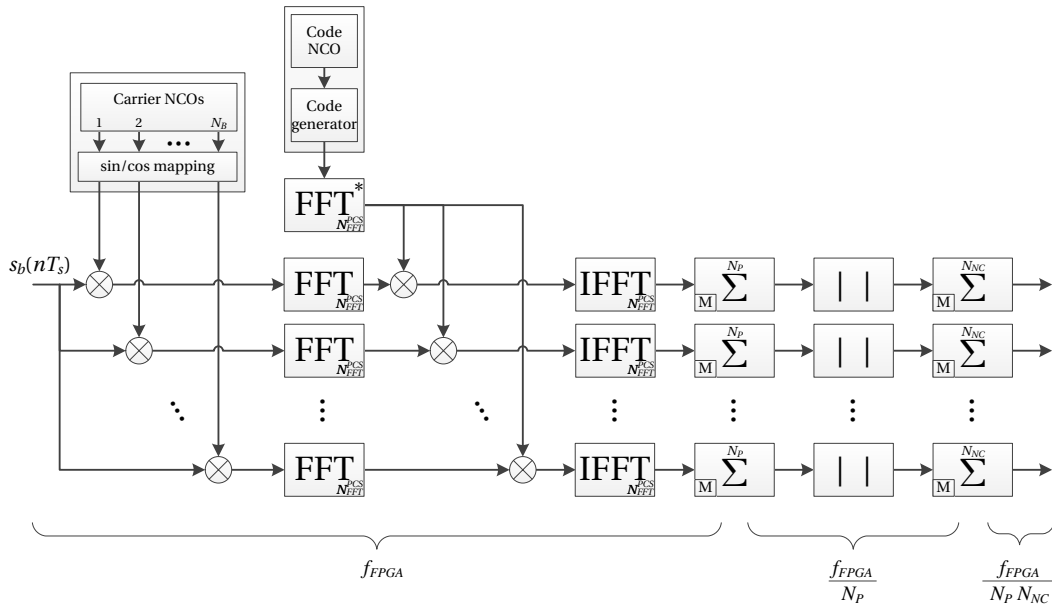 Code
NCO
Carrier NCOs
1 2 ••• N_B
Code
generator
sin/cos mapping
FFT* N_FFT^PCS
s_b(nT_s)
FFT N_FFT^PCS IFFT N_FFT^PCS M ∑ N_P | | M ∑ N_NC
FFT N_FFT^PCS IFFT N_FFT^PCS M ∑ N_P | | M ∑ N_NC
FFT N_FFT^PCS IFFT N_FFT^PCS M ∑ N_P | | M ∑ N_NC
f_FPGA
f_FPGA / N_P
f_FPGA / N_P N_NC